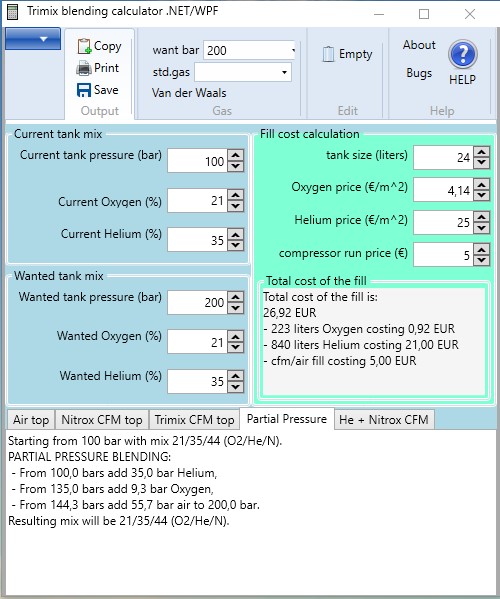 Trimix blending calculator .NET/WPF
Copy
Print
Save
Output
want bar 200
std.gas
Van der Waals
Gas
Empty
Edit
About
Bugs
HELP
Help
Current tank mix
Current tank pressure (bar) 100
Current Oxygen (%) 21
Current Helium (%) 35
Wanted tank mix
Wanted tank pressure (bar) 200
Wanted Oxygen (%) 21
Wanted Helium (%) 35
Fill cost calculation
tank size (liters) 24
Oxygen price (€/m^2) 4,14
Helium price (€/m^2) 25
compressor run price (€) 5
Total cost of the fill
Total cost of the fill is:
26,92 EUR
- 223 liters Oxygen costing 0,92 EUR
- 840 liters Helium costing 21,00 EUR
- cfm/air fill costing 5,00 EUR
Air top Nitrox CFM top Trimix CFM top Partial Pressure He + Nitrox CFM
Starting from 100 bar with mix 21/35/44 (O2/He/N).
PARTIAL PRESSURE BLENDING:
- From 100,0 bars add 35,0 bar Helium,
- From 135,0 bars add 9,3 bar Oxygen,
- From 144,3 bars add 55,7 bar air to 200,0 bar.
Resulting mix will be 21/35/44 (O2/He/N).